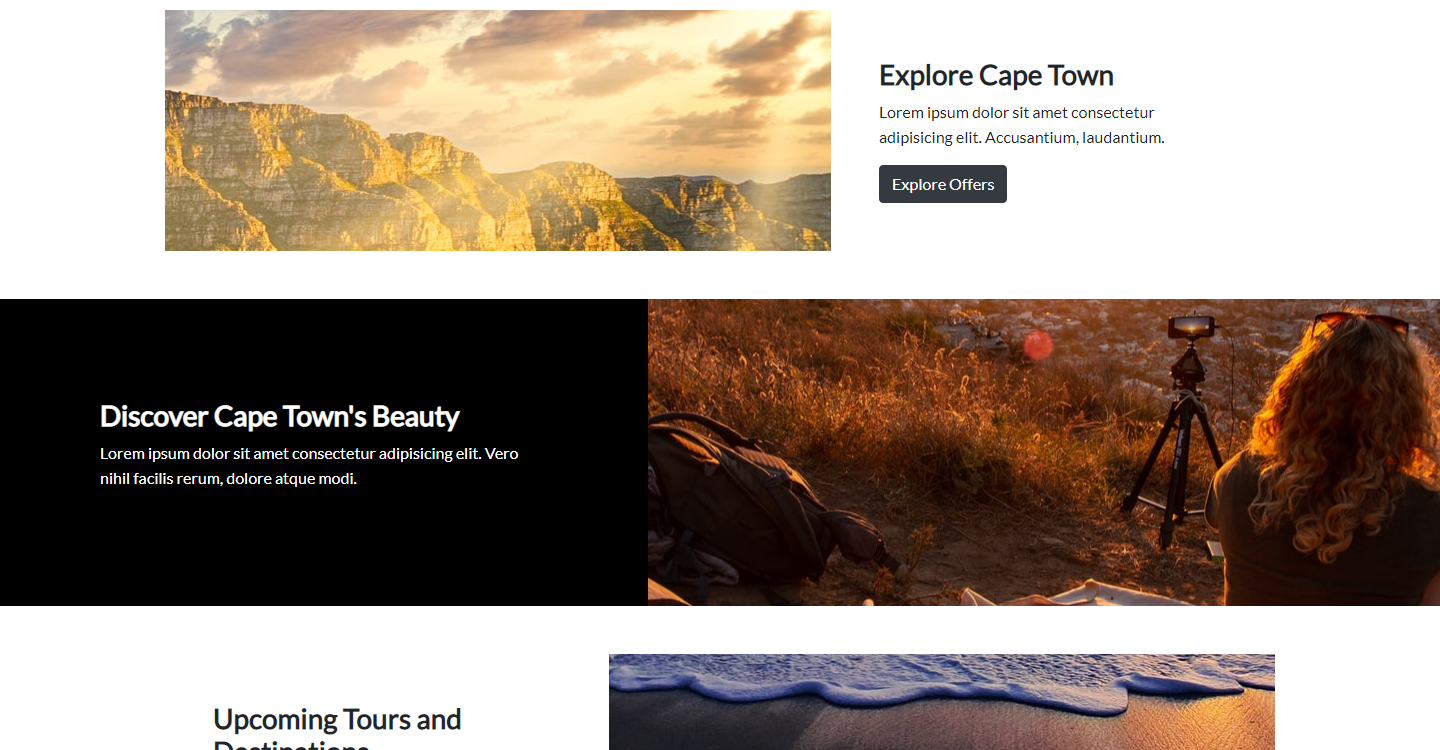 Explore Cape Town
Lorem ipsum dolor sit amet consectetur
adipisicing elit. Accusantium, laudantium.
Explore Offers
Discover Cape Town's Beauty
Lorem ipsum dolor sit amet consectetur adipisicing elit. Vero
nihil facilis rerum, dolore atque modi.
Upcoming Tours and
Destinations